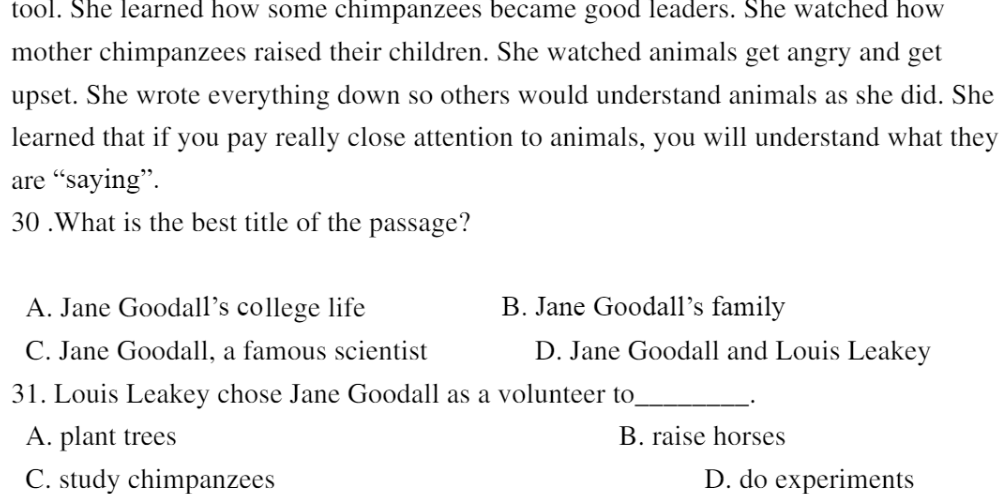 tool. She learned how some chimpanzees became good leaders. She watched how
mother chimpanzees raised their children. She watched animals get angry and get
upset. She wrote everything down so others would understand animals as she did. She
learned that if you pay really close attention to animals, you will understand what they
are “saying”.
30 .What is the best title of the passage?
A. Jane Goodall’s college life B. Jane Goodall’s family
C. Jane Goodall, a famous scientist D. Jane Goodall and Louis Leakey
31. Louis Leakey chose Jane Goodall as a volunteer to________.
A. plant trees B. raise horses
C. study chimpanzees D. do experiments